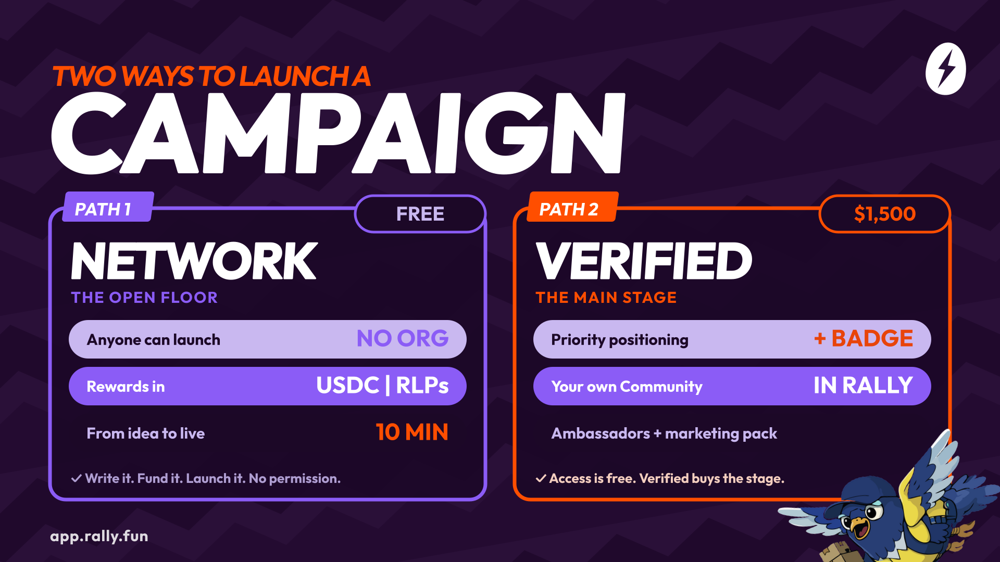 TWO WAYS TO LAUNCH A
CAMPAIGN
PATH 1
FREE
NETWORK
THE OPEN FLOOR
Anyone can launch NO ORG
Rewards in USDC | RLPs
From idea to live 10 MIN
✓ Write it. Fund it. Launch it. No permission.
PATH 2
$1,500
VERIFIED
THE MAIN STAGE
Priority positioning + BADGE
Your own Community IN RALLY
Ambassadors + marketing pack
✓ Access is free. Verified buys the stage.
app.rally.fun